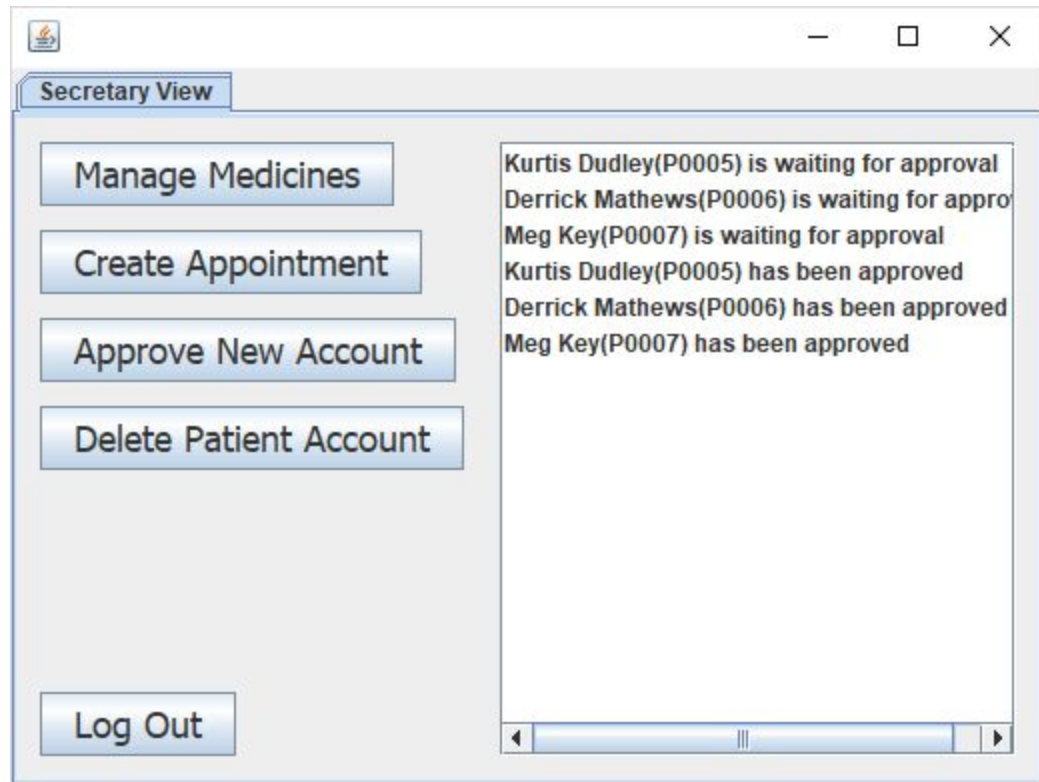 Secretary View
Manage Medicines
Create Appointment
Approve New Account
Delete Patient Account
Log Out
Kurtis Dudley(P0005) is waiting for approval
Derrick Mathews(P0006) is waiting for appro
Meg Key(P0007) is waiting for approval
Kurtis Dudley(P0005) has been approved
Derrick Mathews(P0006) has been approved
Meg Key(P0007) has been approved